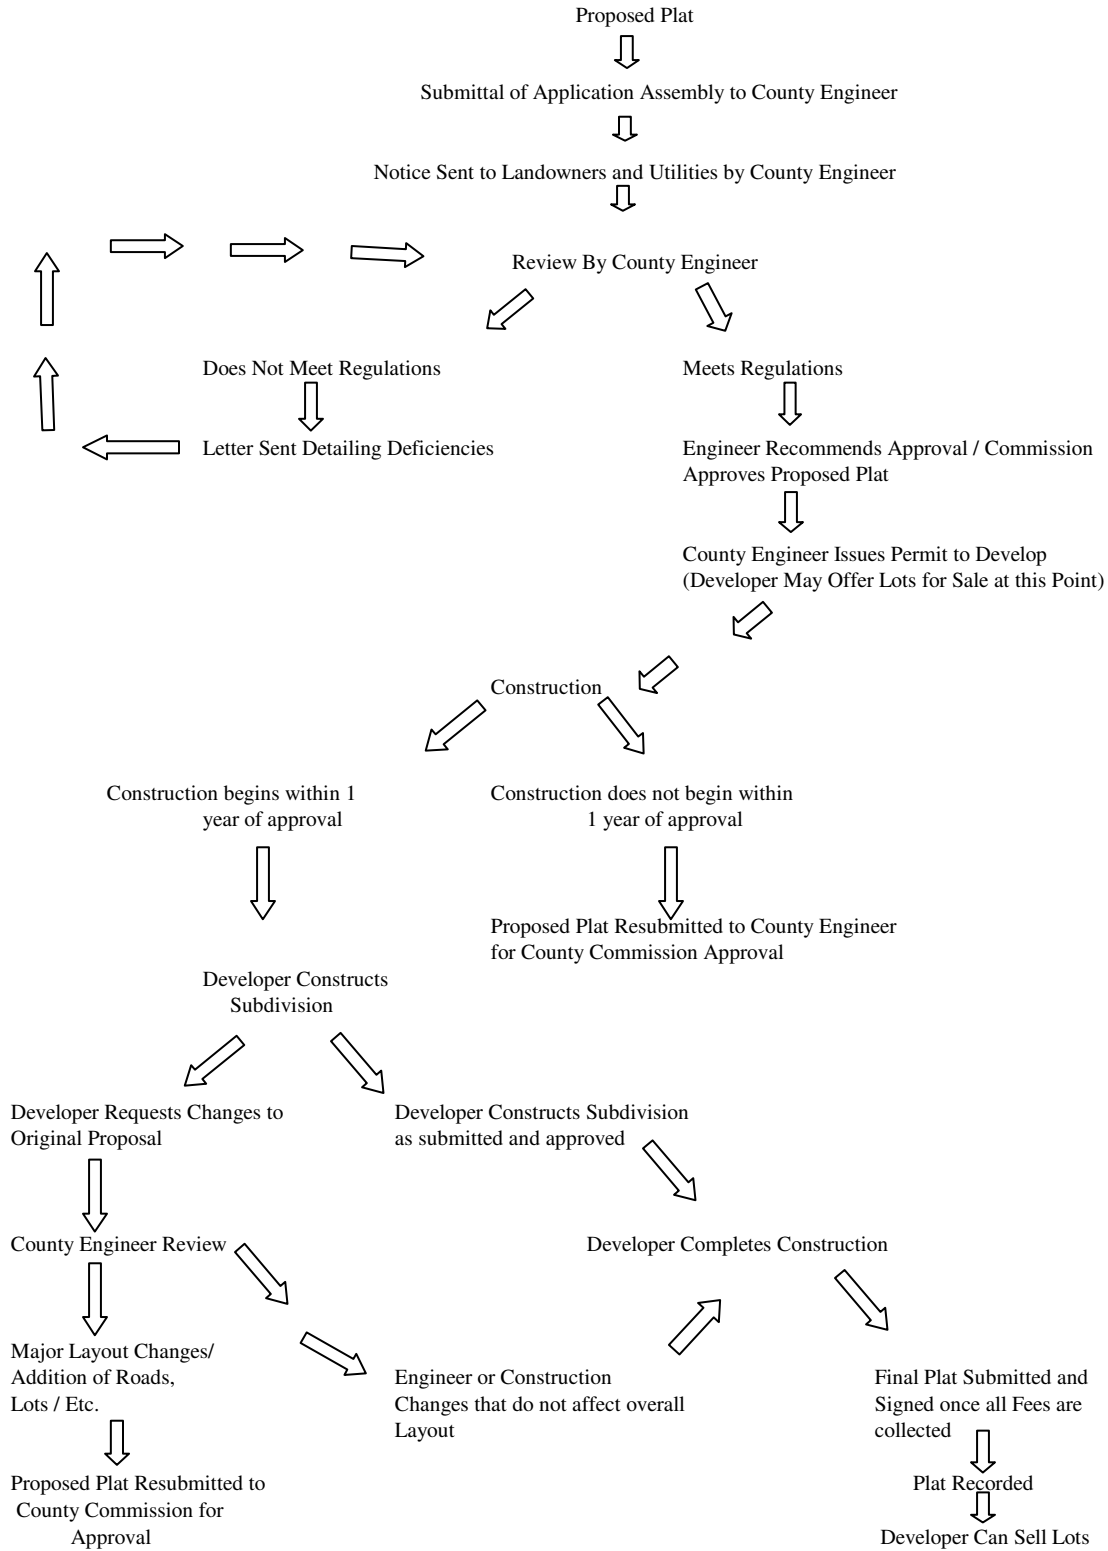 Proposed Plat
Submittal of Application Assembly to County Engineer
Notice Sent to Landowners and Utilities by County Engineer
Review By County Engineer
Does Not Meet Regulations
Meets Regulations
Letter Sent Detailing Deficiencies
Engineer Recommends Approval / Commission
Approves Proposed Plat
County Engineer Issues Permit to Develop
(Developer May Offer Lots for Sale at this Point)
Construction
Construction begins within 1
year of approval
Construction does not begin within
1 year of approval
Proposed Plat Resubmitted to County Engineer
for County Commission Approval
Developer Constructs
Subdivision
Developer Requests Changes to
Original Proposal
Developer Constructs Subdivision
as submitted and approved
County Engineer Review
Developer Completes Construction
Major Layout Changes/
Addition of Roads,
Lots / Etc.
Engineer or Construction
Changes that do not affect overall
Layout
Final Plat Submitted and
Signed once all Fees are
collected
Proposed Plat Resubmitted to
County Commission for
Approval
Plat Recorded
Developer Can Sell Lots